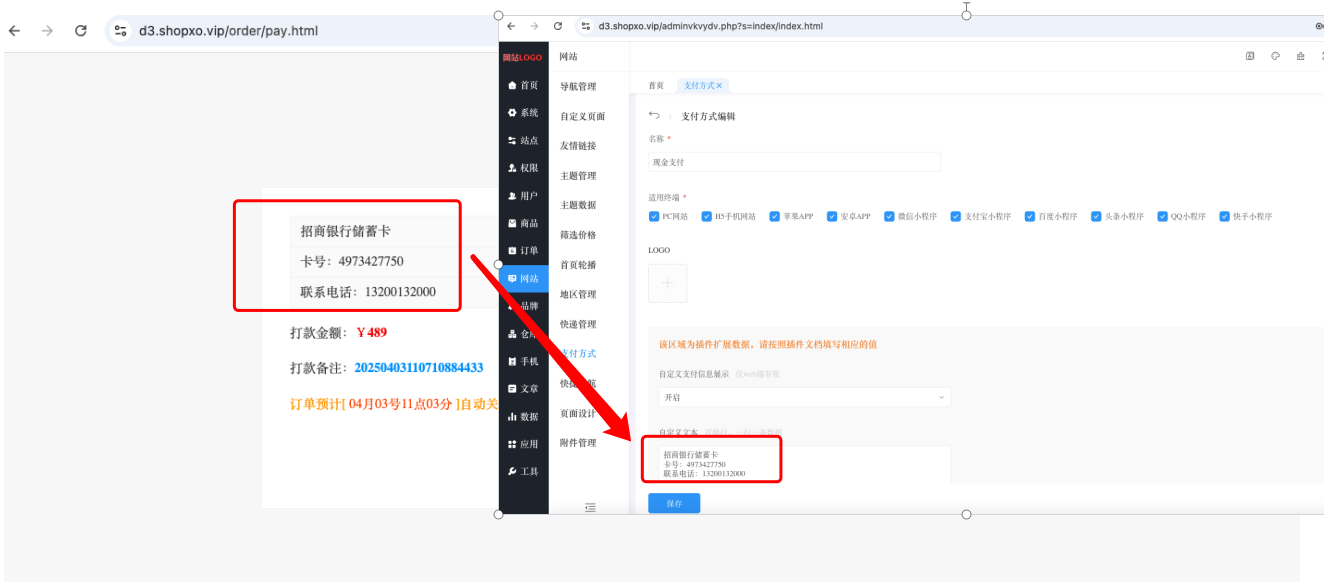 d3.shopxo.vip/order/pay.html
招商银行储蓄卡
卡号：4973427750
联系电话：13200132000
打款金额：￥489
打款备注：20250403110710884433
订单预计[ 04月03号11点03分 ]自动关
d3.shopxo.vip/adminvkvydv.php?s=index/index.html
网站LOGO
首页
系统
站点
权限
用户
商品
订单
网站
品牌
仓库
手机
文章
数据
应用
工具
网站
导航管理
自定义页面
友情链接
主题管理
主题数据
筛选价格
首页轮播
地区管理
快递管理
支付方式
快捷导航
页面设计
附件管理
首页 支付方式
支付方式编辑
名称 *
现金支付
适用终端 *
PC网站 H5手机网站 苹果APP 安卓APP 微信小程序 支付宝小程序 百度小程序 头条小程序 QQ小程序 快手小程序
LOGO
该区域为插件扩展数据，请按照插件文档填写相应的值
自定义支付信息展示 仅web端有效
开启
自定义文本 可换行，一行一条数据
招商银行储蓄卡
卡号：4973427750
联系电话：13200132000
保存